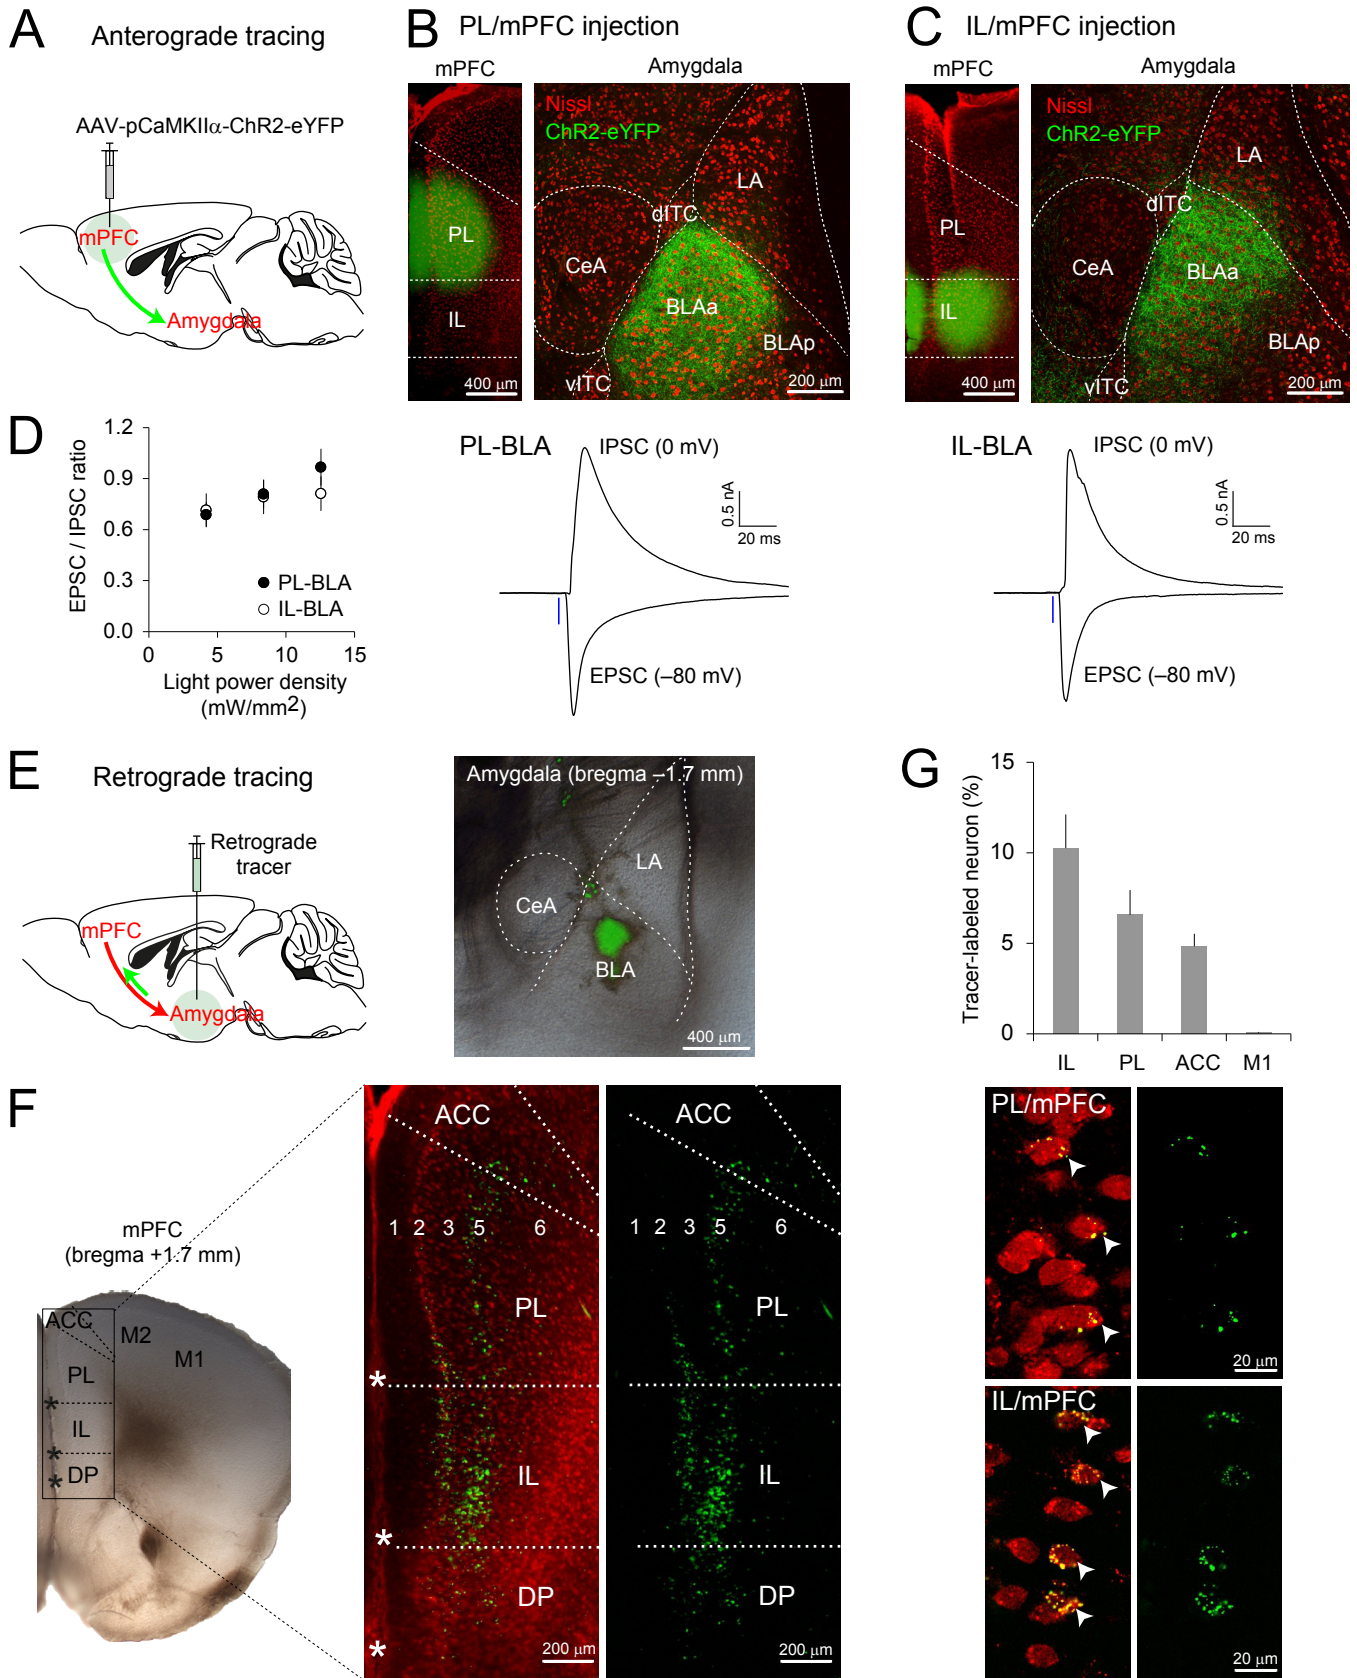 A
Anterograde tracing
AAV-pCaMKIIα-ChR2-eYFP
mPFC
Amygdala
B
PL/mPFC injection
mPFC
Amygdala
PL
IL
400 μm
Nissl
ChR2-eYFP
LA
dITC
CeA
BLAa
BLAp
vITC
200 μm
C
IL/mPFC injection
mPFC
Amygdala
PL
IL
400 μm
Nissl
ChR2-eYFP
LA
dITC
CeA
BLAa
BLAp
vITC
200 μm
D
EPSC / IPSC ratio
1.2
0.9
0.6
0.3
0.0
PL-BLA
IL-BLA
0
5
10
15
Light power density
(mW/mm2)
PL-BLA
IPSC (0 mV)
0.5 nA
20 ms
EPSC (–80 mV)
IL-BLA
IPSC (0 mV)
0.5 nA
20 ms
EPSC (–80 mV)
E
Retrograde tracing
Retrograde
tracer
mPFC
Amygdala
Amygdala (bregma –1.7 mm)
LA
CeA
BLA
400 μm
F
mPFC
(bregma +1.7 mm)
ACC
M2
M1
PL
*
IL
*
DP
*
ACC
1 2 3 5 6
PL
*
IL
*
DP
*
200 μm
ACC
1 2 3 5 6
PL
IL
DP
200 μm
G
Tracer-labeled neuron (%)
15
10
5
0
IL PL ACC M1
PL/mPFC
20 μm
IL/mPFC
20 μm